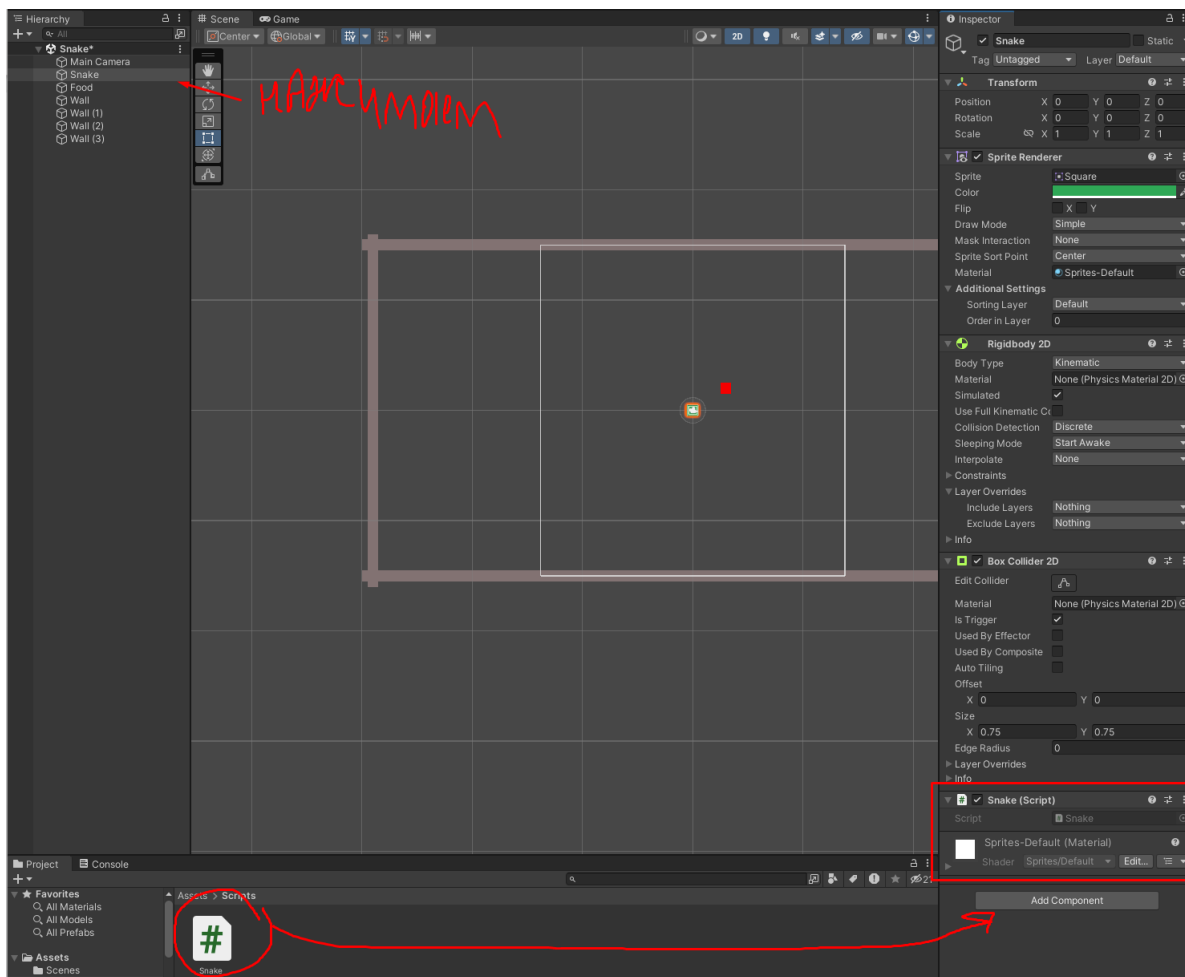 Hierarchy
Scene
Game
Inspector
All
Center
Global
2D
Snake
Static
Snake*
Tag Untagged
Layer Default
Main Camera
Snake
Food
Wall
Wall (1)
Wall (2)
Wall (3)
Transform
Position X 0 Y 0 Z 0
Rotation X 0 Y 0 Z 0
Scale X 1 Y 1 Z 1
Sprite Renderer
Sprite Square
Color
Flip X Y
Draw Mode Simple
Mask Interaction None
Sprite Sort Point Center
Material Sprites-Default
Additional Settings
Sorting Layer Default
Order in Layer 0
Rigidbody 2D
Body Type Kinematic
Material None (Physics Material 2D)
Simulated
Use Full Kinematic Co
Collision Detection Discrete
Sleeping Mode Start Awake
Interpolate None
Constraints
Layer Overrides
Include Layers Nothing
Exclude Layers Nothing
Info
Box Collider 2D
Edit Collider
Material None (Physics Material 2D)
Is Trigger
Used By Effector
Used By Composite
Auto Tiling
Offset
X 0 Y 0
Size
X 0.75 Y 0.75
Edge Radius 0
Layer Overrides
Info
# Snake (Script)
Script Snake
Sprites-Default (Material)
Shader Sprites/Default Edit...
Add Component
Project
Console
Favorites
All Materials
All Models
All Prefabs
Assets
Scenes
Assets > Scripts
#
Snake